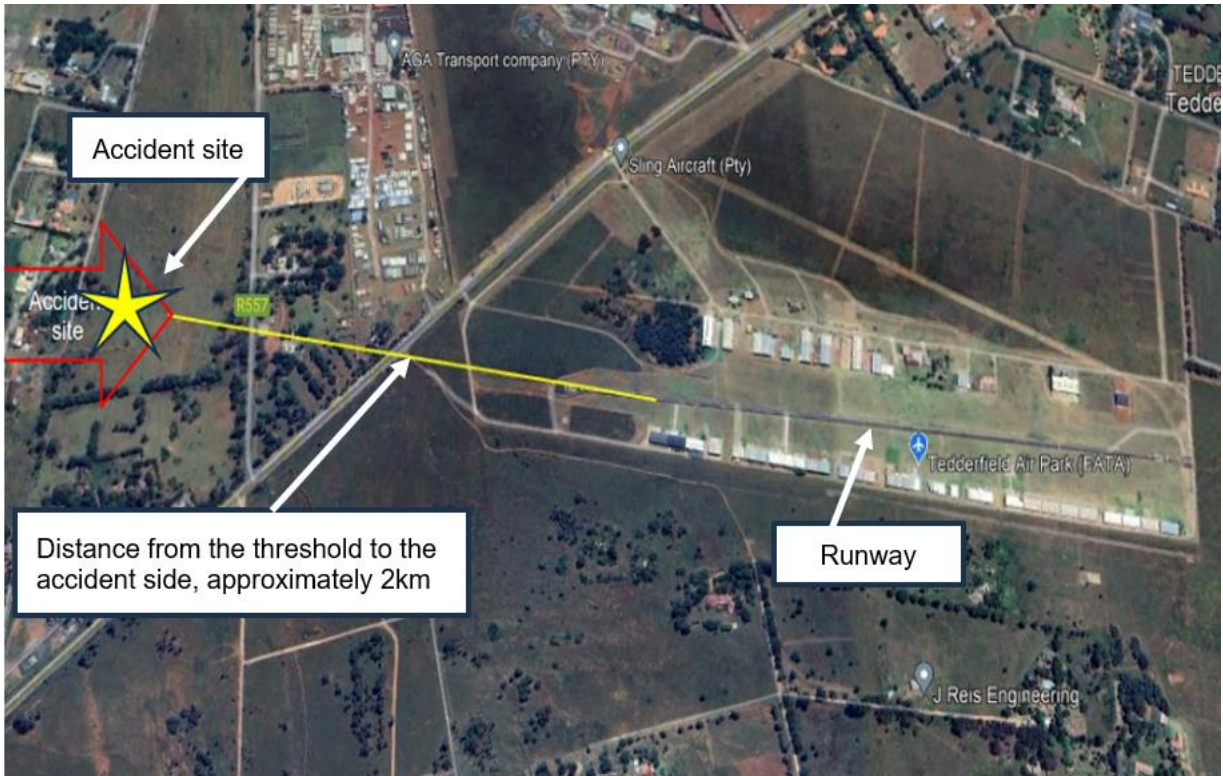 AGA Transport company (PTY)
TEDDE
Tedde
Accident site
Sling Aircraft (Pty)
Accident
site
R557
Tedderfield Air Park (FATA)
Distance from the threshold to the
accident side, approximately 2km
Runway
J Reis Engineering